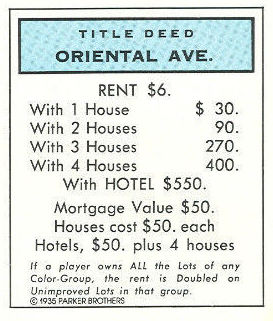 TITLE DEED
ORIENTAL AVE.
RENT $6.
With 1 House $ 30.
With 2 Houses 90.
With 3 Houses 270.
With 4 Houses 400.
With HOTEL $550.
Mortgage Value $50.
Houses cost $50. each
Hotels, $50. plus 4 houses
If a player owns ALL the Lots of any
Color-Group, the rent is Doubled on
Unimproved Lots in that group.
© 1935 PARKER BROTHERS